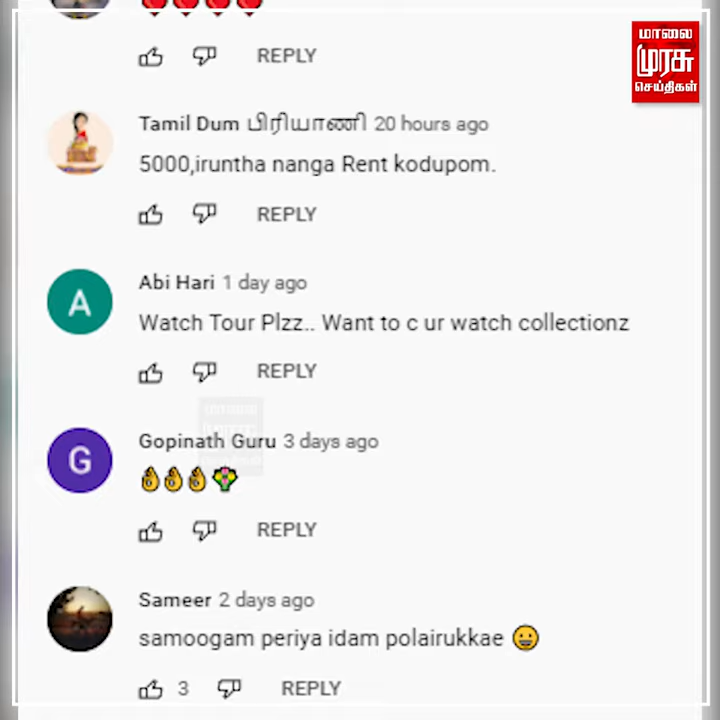 மாலை
முரசு
செய்திகள்
REPLY
Tamil Dum பிரியாணி 20 hours ago
5000,iruntha nanga Rent kodupom.
REPLY
A
Abi Hari 1 day ago
Watch Tour Plzz.. Want to c ur watch collectionz
REPLY
மாலை
முரசு
செய்திகள்
G
Gopinath Guru 3 days ago
👌👌👌💐
REPLY
Sameer 2 days ago
samoogam periya idam polairukkae 😀
3 REPLY